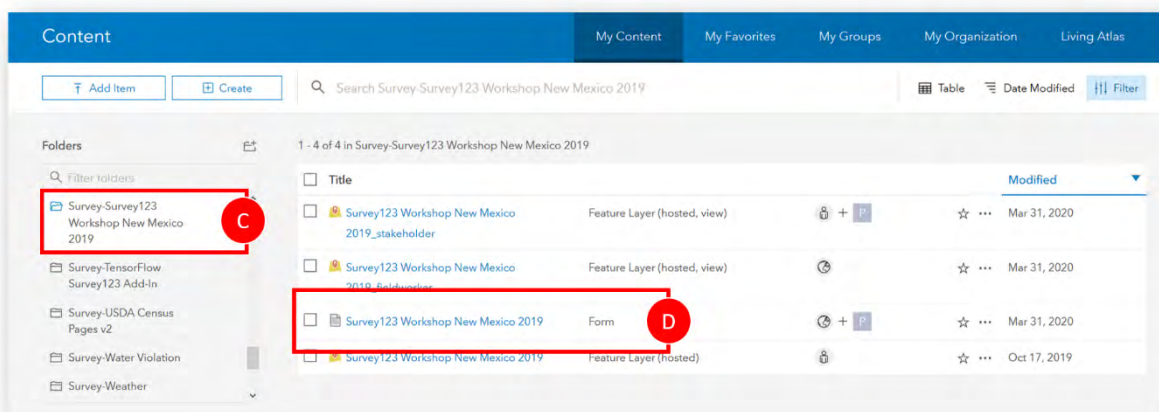 Content
My Content
My Favorites
My Groups
My Organization
Living Atlas
Add Item
Create
Search Survey-Survey123 Workshop New Mexico 2019
Table
Date Modified
Filter
Folders
1 - 4 of 4 in Survey-Survey123 Workshop New Mexico 2019
Filter folders
Title
Modified
Survey-Survey123
Workshop New Mexico
2019
C
Survey123 Workshop New Mexico
2019_stakeholder
Feature Layer (hosted, view)
+ P
Mar 31, 2020
Survey-TensorFlow
Survey123 Add-In
Survey123 Workshop New Mexico
2019_fieldworker
Feature Layer (hosted, view)
Mar 31, 2020
Survey-USDA Census
Pages v2
Survey123 Workshop New Mexico 2019
Form
D
+ P
Mar 31, 2020
Survey-Water Violation
Survey123 Workshop New Mexico 2019
Feature Layer (hosted)
Oct 17, 2019
Survey-Weather